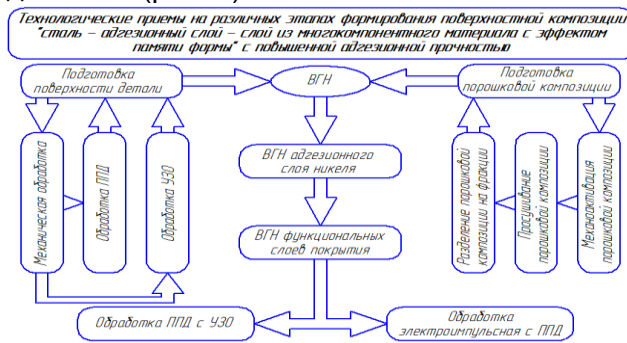 Технологические приемы на различных этапах формирования поверхностной композиции
"сталь – адгезионный слой – слой из многокомпонентного материала с эффектом
памяти формы" с повышенной адгезионной прочностью
Подготовка
поверхности детали
ВГН
Подготовка
порошковой композиции
Механическая обработка
Обработка ППД
Обработка УЗО
ВГН адгезионного
слоя никеля
ВГН функциональных
слоев покрытия
Разделение порошковой
композиции на фракции
Просушивание
порошковой композиции
Механоактивация
порошковой композиции
Обработка ППД с УЗО
Обработка
электроимпульсная с ППД